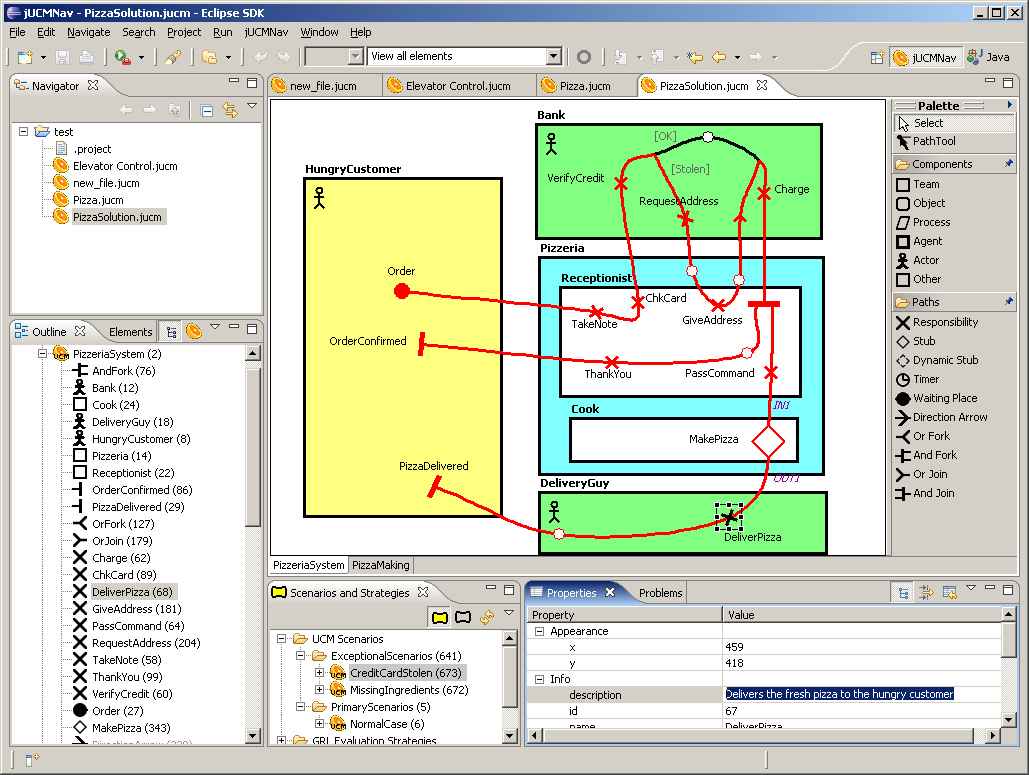 jUCMNav - PizzaSolution.jucm - Eclipse SDK
File Edit Navigate Search Project Run jUCMNav Window Help
View all elements
jUCMNav Java
Navigator
test
.project
Elevator Control.jucm
new_file.jucm
Pizza.jucm
PizzaSolution.jucm
Outline Elements
PizzeriaSystem (2)
AndFork (76)
Bank (12)
Cook (24)
DeliveryGuy (18)
HungryCustomer (8)
Pizzeria (14)
Receptionist (22)
OrderConfirmed (86)
PizzaDelivered (29)
OrFork (127)
OrJoin (179)
Charge (62)
ChkCard (89)
DeliverPizza (68)
GiveAddress (181)
PassCommand (64)
RequestAddress (204)
TakeNote (58)
ThankYou (99)
VerifyCredit (60)
Order (27)
MakePizza (343)
new_file.jucm Elevator Control.jucm Pizza.jucm PizzaSolution.jucm
Bank
[OK]
[Stolen]
VerifyCredit
RequestAddress
Charge
HungryCustomer
Order
OrderConfirmed
PizzaDelivered
Pizzeria
Receptionist
ChkCard
TakeNote
GiveAddress
ThankYou
PassCommand
IN1
Cook
MakePizza
OUT1
DeliveryGuy
DeliverPizza
PizzeriaSystem PizzaMaking
Palette
Select
PathTool
Components
Team
Object
Process
Agent
Actor
Other
Paths
Responsibility
Stub
Dynamic Stub
Timer
Waiting Place
Direction Arrow
Or Fork
And Fork
Or Join
And Join
Scenarios and Strategies
UCM Scenarios
ExceptionalScenarios (641)
CreditCardStolen (673)
MissingIngredients (672)
PrimaryScenarios (5)
NormalCase (6)
GRL Evaluation Strategies
Properties Problems
Property Value
Appearance
x 459
y 418
Info
description Delivers the fresh pizza to the hungry customer
id 67
name DeliverPizza